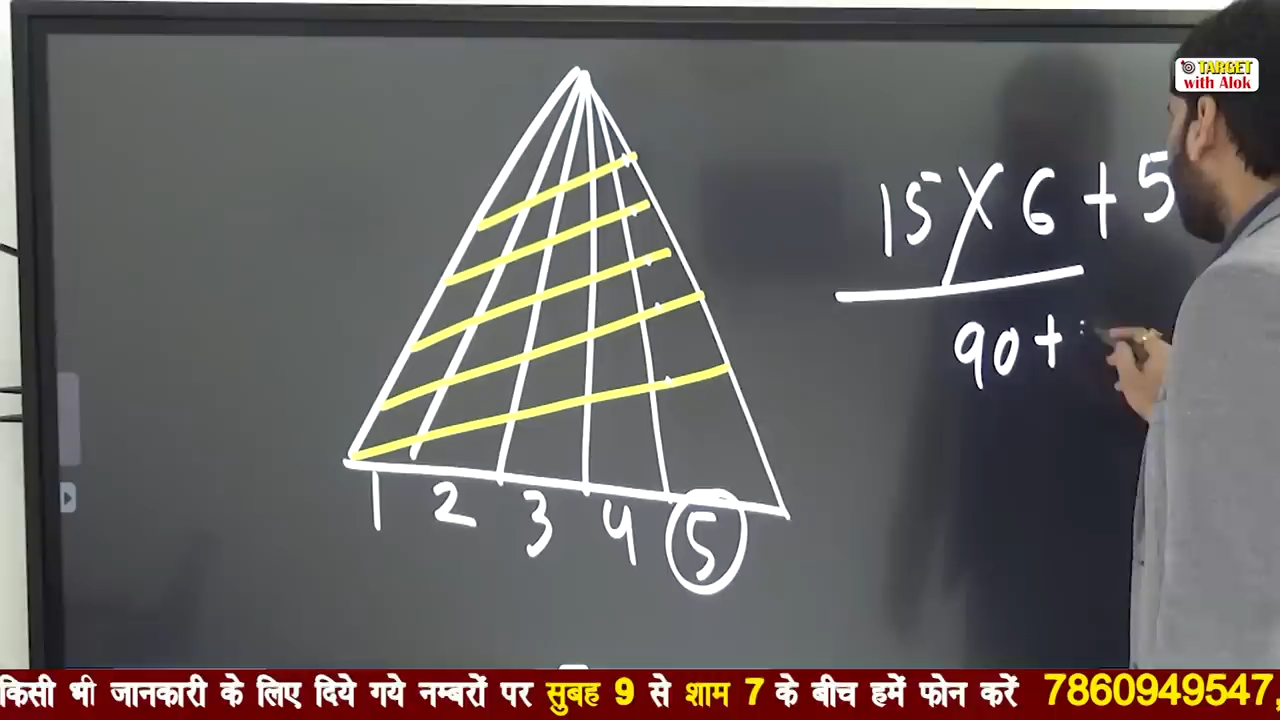 TARGET
with Alok
15 X 6 + 5
90 +
1 2 3 4 5
किसी भी जानकारी के लिए दिये गये नम्बरों पर सुबह 9 से शाम 7 के बीच हमें फोन करें 7860949547,